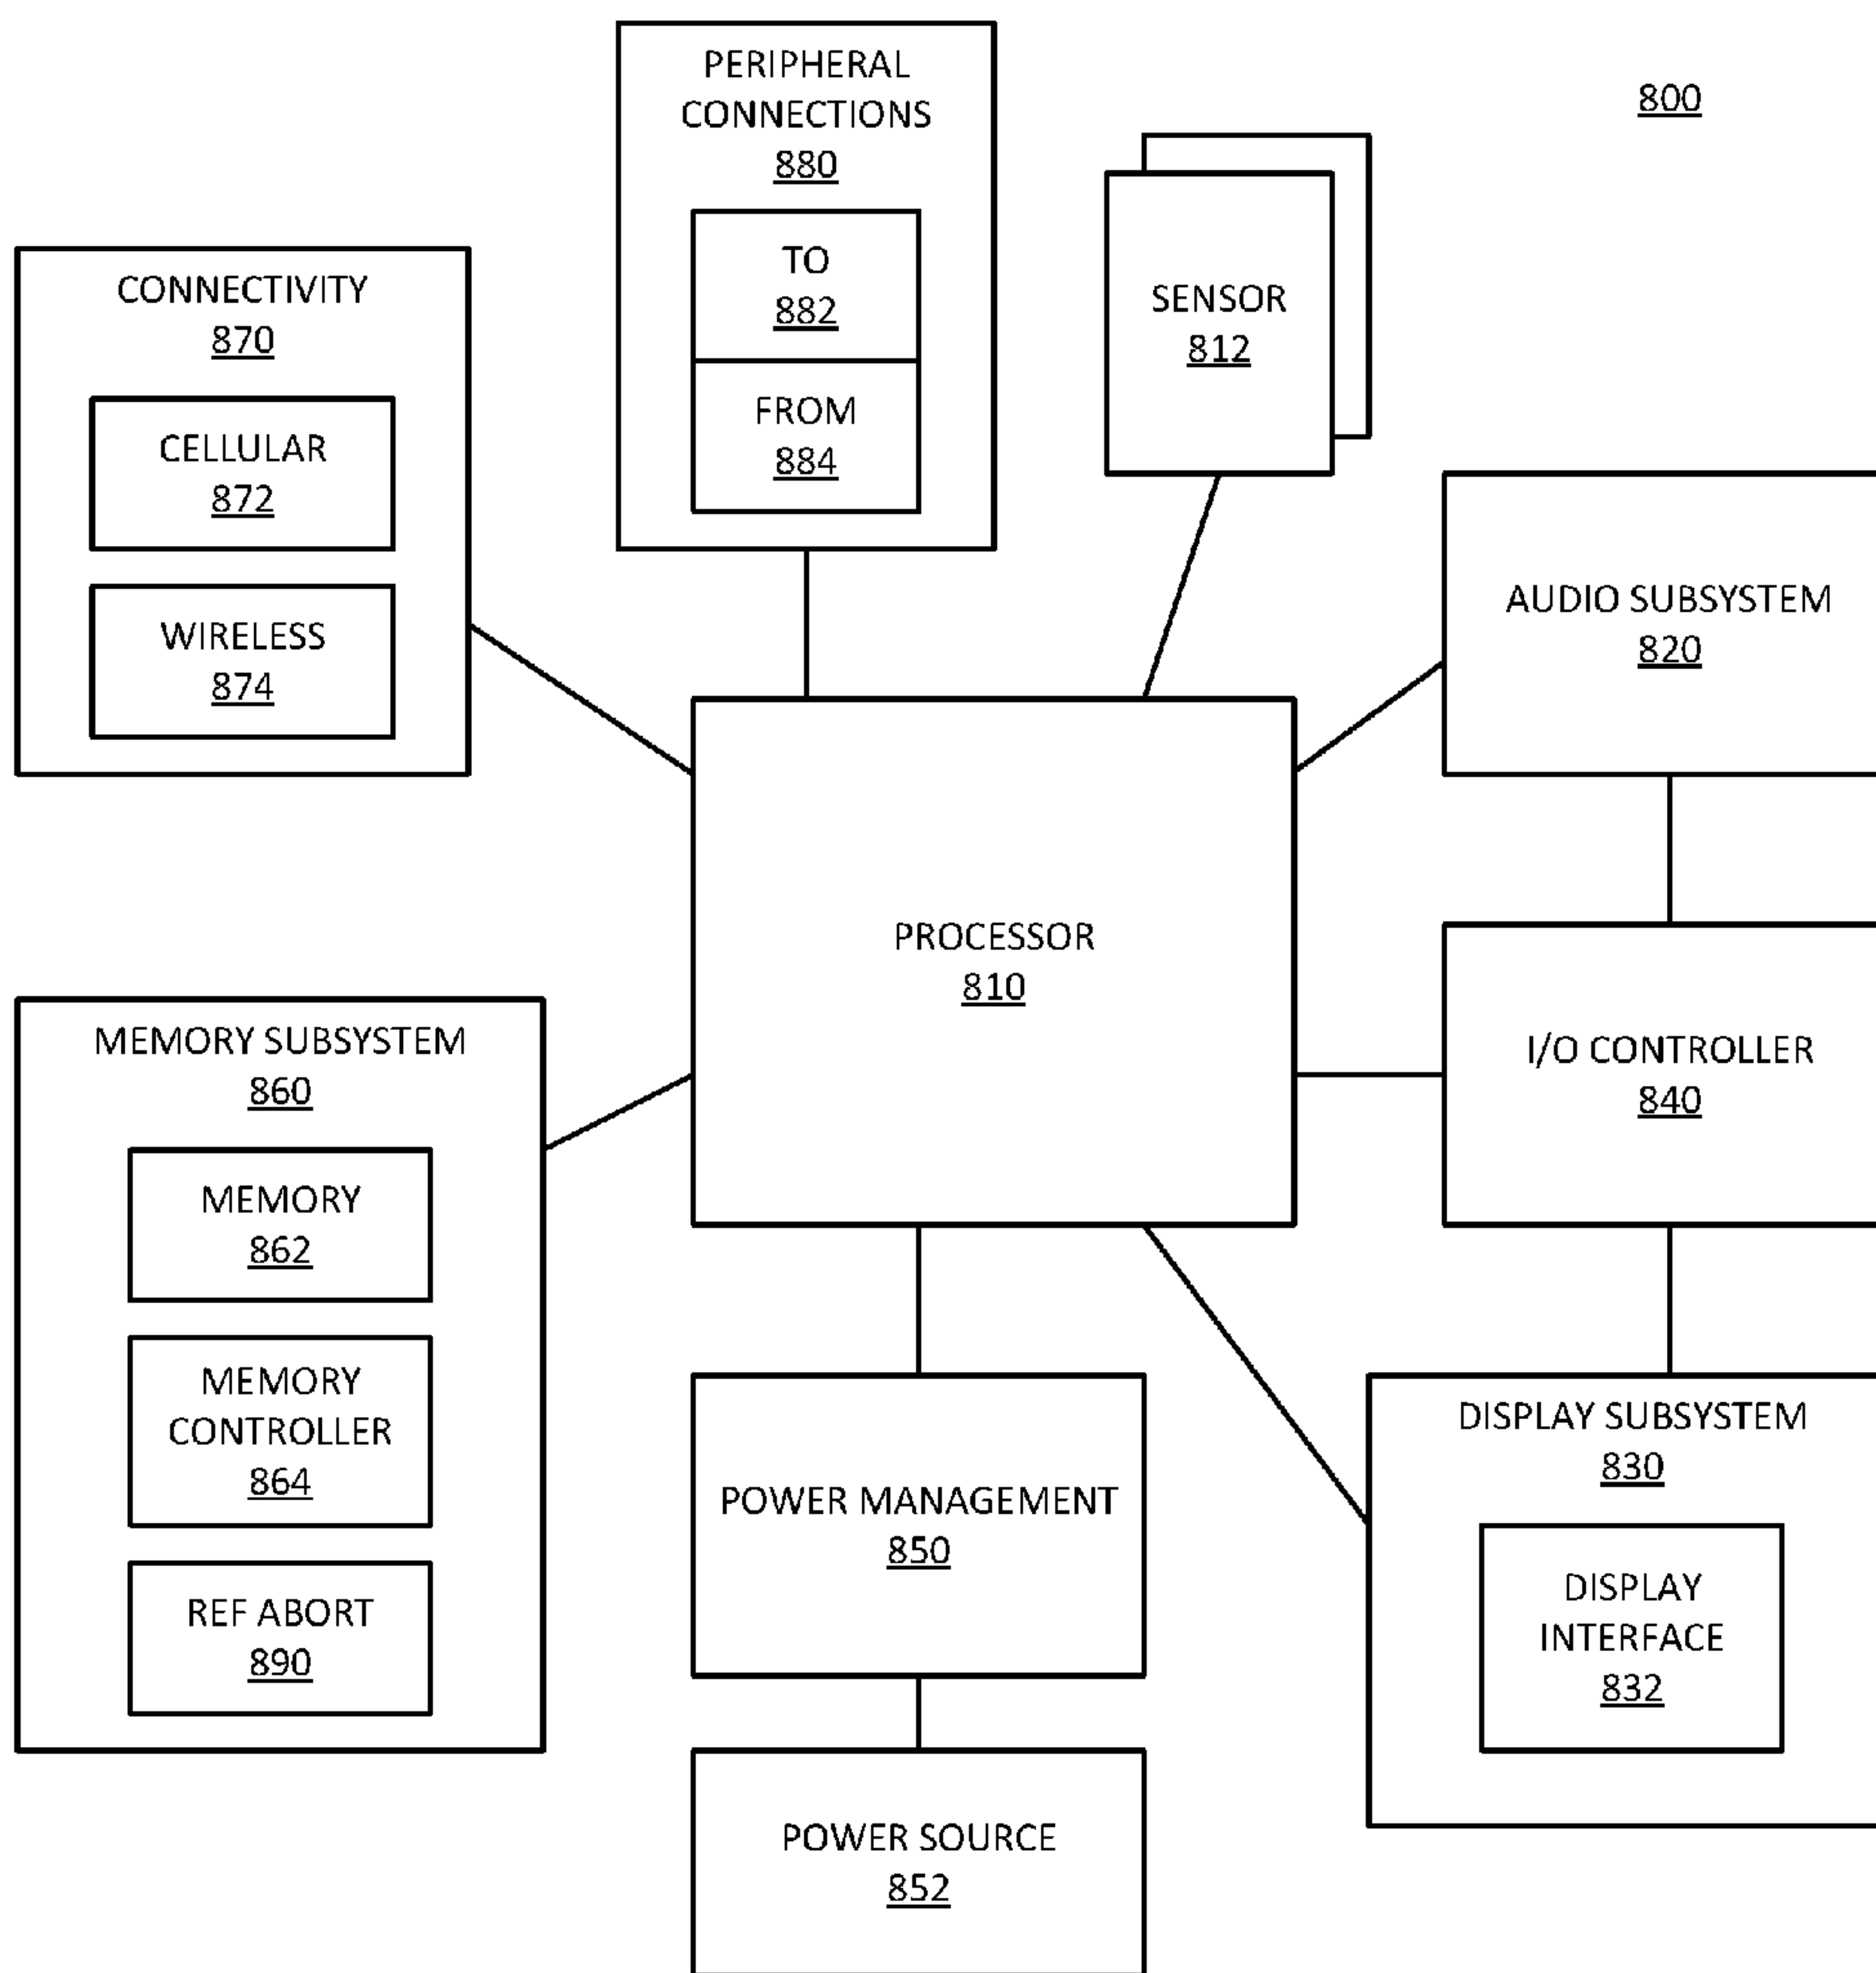 800
PERIPHERAL
CONNECTIONS
880
TO
882
FROM
884
SENSOR
812
CONNECTIVITY
870
CELLULAR
872
WIRELESS
874
AUDIO SUBSYSTEM
820
PROCESSOR
810
I/O CONTROLLER
840
MEMORY SUBSYSTEM
860
MEMORY
862
MEMORY
CONTROLLER
864
REF ABORT
890
POWER MANAGEMENT
850
POWER SOURCE
852
DISPLAY SUBSYSTEM
830
DISPLAY
INTERFACE
832